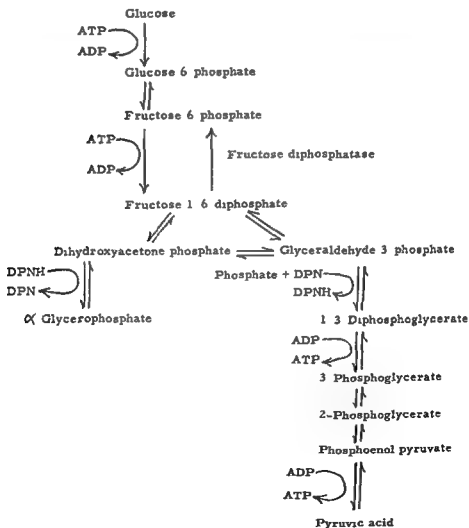 Glucose
ATP
ADP
Glucose 6 phosphate
Fructose 6 phosphate
ATP
Fructose diphosphatase
ADP
Fructose 1 6 diphosphate
Dihydroxyacetone phosphate
Glyceraldehyde 3 phosphate
DPNH
Phosphate + DPN
DPN
DPNH
α Glycerophosphate
1 3 Diphosphoglycerate
ADP
ATP
3 Phosphoglycerate
2-Phosphoglycerate
Phosphoenol pyruvate
ADP
ATP
Pyruvic acid